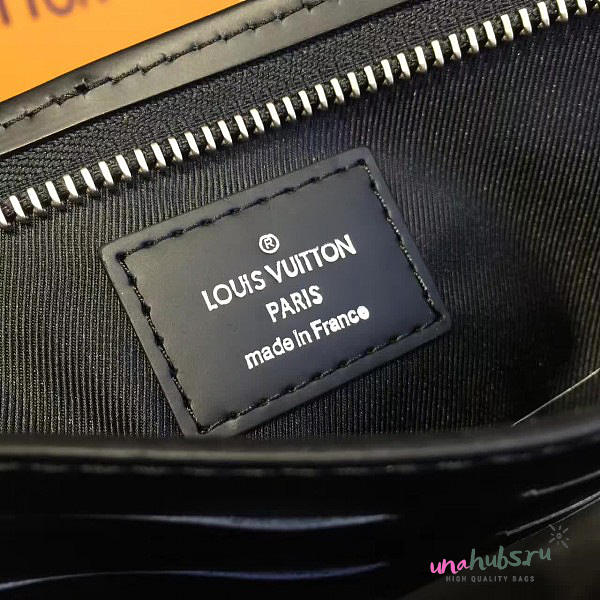 ®
LOUIS VUITTON
PARIS
made in France
unahubs.ru
HIGH QUALITY BAGS